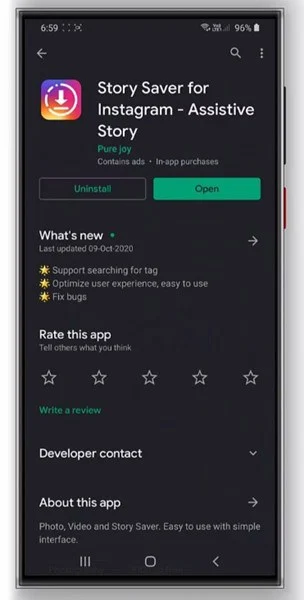 6:59 96%
Story Saver for
Instagram - Assistive
Story
Pure joy
Contains ads • In-app purchases
Uninstall Open
What's new •
Last updated 09-Oct-2020
🌟 Support searching for tag
🌟 Optimize user experience, easy to use
🌟 Fix bugs
Rate this app
Tell others what you think
Write a review
Developer contact
About this app
Photo, Video and Story Saver. Easy to use with simple
interface.